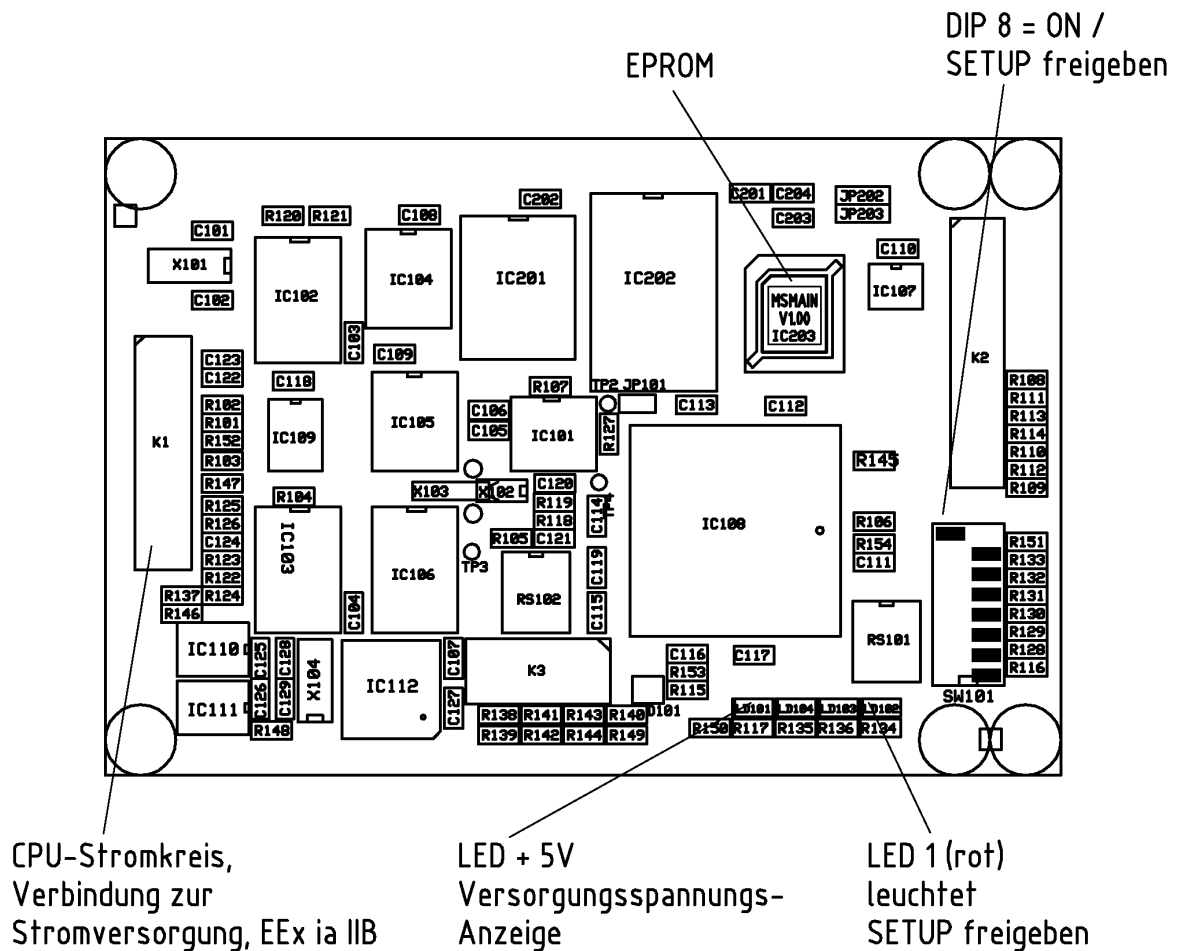 DIP 8 = ON /
SETUP freigeben
EPROM
C201
C204
JP202
C202
C203
JP203
R120
R121
C108
C101
C110
X101
IC102
IC104
IC201
IC202
MSMAIN
V1.00
IC203
IC107
C102
C103
C109
K2
C123
C122
C118
R107
TP2
JP101
R108
R102
C106
C113
C112
R111
R101
K1
IC109
IC105
C105
IC101
R127
R113
R152
R114
R103
R145
R110
R147
X103
X102
C120
R112
R104
R119
C114
TP4
R109
R125
R126
IC103
R118
IC108
R106
C124
R105
C121
R154
R151
R123
TP3
C119
C111
R133
R122
IC106
RS102
R132
R137
R124
C104
C115
R131
R146
R130
RS101
R129
IC110
C125
C128
X104
C107
K3
C116
C117
R128
R153
R116
IC112
R115
IC111
C126
C129
C127
D101
SW101
R138
R141
R143
R140
LD101
LD104
LD103
LD102
R148
R139
R142
R144
R149
R150
R117
R135
R136
R134
CPU-Stromkreis,
Verbindung zur
Stromversorgung, EEx ia IIB
LED + 5V
Versorgungsspannungs-
Anzeige
LED 1 (rot)
leuchtet
SETUP freigeben